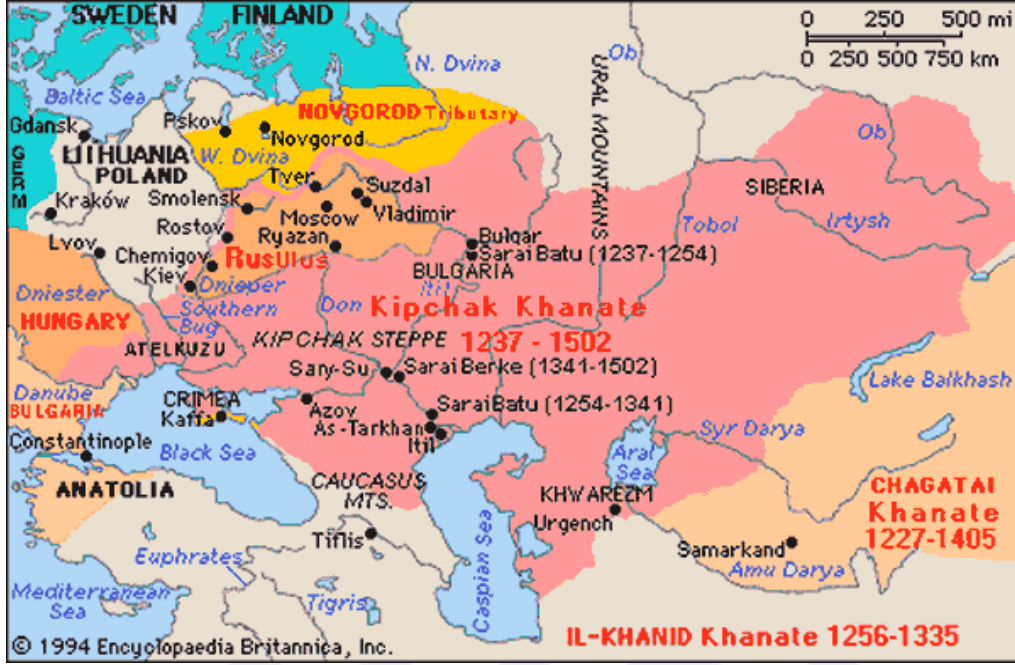 SWEDEN
FINLAND
0 250 500 mi
0 250 500 750 km
Baltic Sea
N. Dvina
Ob
URAL MOUNTAINS
Gdansk
Pskov
NOVGOROD Tributary
Novgorod
Ob
GERM
LITHUANIA
POLAND
W. Dvina
Tver
Suzdal
SIBERIA
Kraków
Smolensk
Moscow
Vladimir
Tobol
Irtysh
Rostov
Ryazan
Bulgar
Lvov
Chemigov
Rus Ulus
Sarai Batu (1237-1254)
BULGARIA
Kiev
Dnieper
Itil
Dniester
Southern
Bug
Don
Kipchak Khanate
1237 - 1502
HUNGARY
ATELKUZU
KIPCHAK STEPPE
Sary-Su
Sarai Berke (1341-1502)
Lake Balkhash
Danube
BULGARIA
CRIMEA
Kaffa
Azov
Sarai Batu (1254-1341)
As-Tarkhan
Itil
Syr Darya
Constantinople
Black Sea
Aral
Sea
ANATOLIA
CAUCASUS
MTS.
KHWAREZM
Urgench
CHAGATAI
Khanate
1227-1405
Tiflis
Samarkand
Amu Darya
Euphrates
Caspian Sea
Mediterranean
Sea
Tigris
IL-KHANID Khanate 1256-1335
© 1994 Encyclopaedia Britannica, Inc.